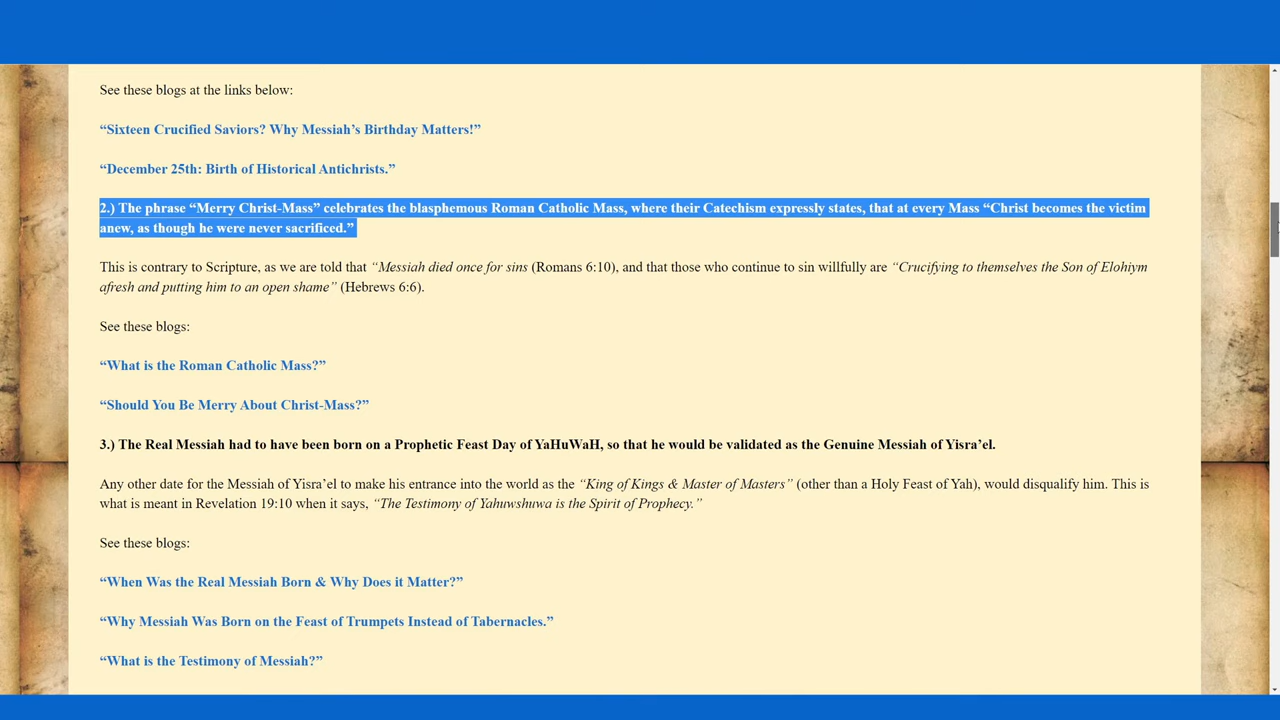 See these blogs at the links below:
“Sixteen Crucified Saviors? Why Messiah’s Birthday Matters!”
“December 25th: Birth of Historical Antichrists.”
2.) The phrase “Merry Christ-Mass” celebrates the blasphemous Roman Catholic Mass, where their Catechism expressly states, that at every Mass “Christ becomes the victim
anew, as though he were never sacrificed.”
This is contrary to Scripture, as we are told that “Messiah died once for sins (Romans 6:10), and that those who continue to sin willfully are “Crucifying to themselves the Son of Elohiym
afresh and putting him to an open shame” (Hebrews 6:6).
See these blogs:
“What is the Roman Catholic Mass?”
“Should You Be Merry About Christ-Mass?”
3.) The Real Messiah had to have been born on a Prophetic Feast Day of YaHuWaH, so that he would be validated as the Genuine Messiah of Yisra’el.
Any other date for the Messiah of Yisra’el to make his entrance into the world as the “King of Kings & Master of Masters” (other than a Holy Feast of Yah), would disqualify him. This is
what is meant in Revelation 19:10 when it says, “The Testimony of Yahuwshuwa is the Spirit of Prophecy.”
See these blogs:
“When Was the Real Messiah Born & Why Does it Matter?”
“Why Messiah Was Born on the Feast of Trumpets Instead of Tabernacles.”
“What is the Testimony of Messiah?”